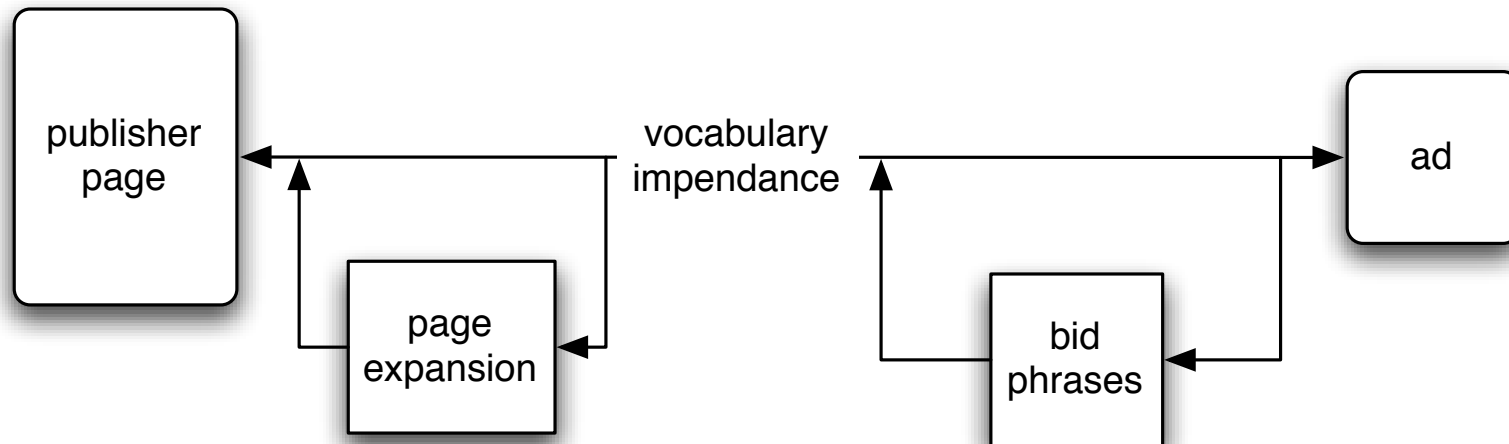 publisher
page
vocabulary
impendance
ad
page
expansion
bid
phrases